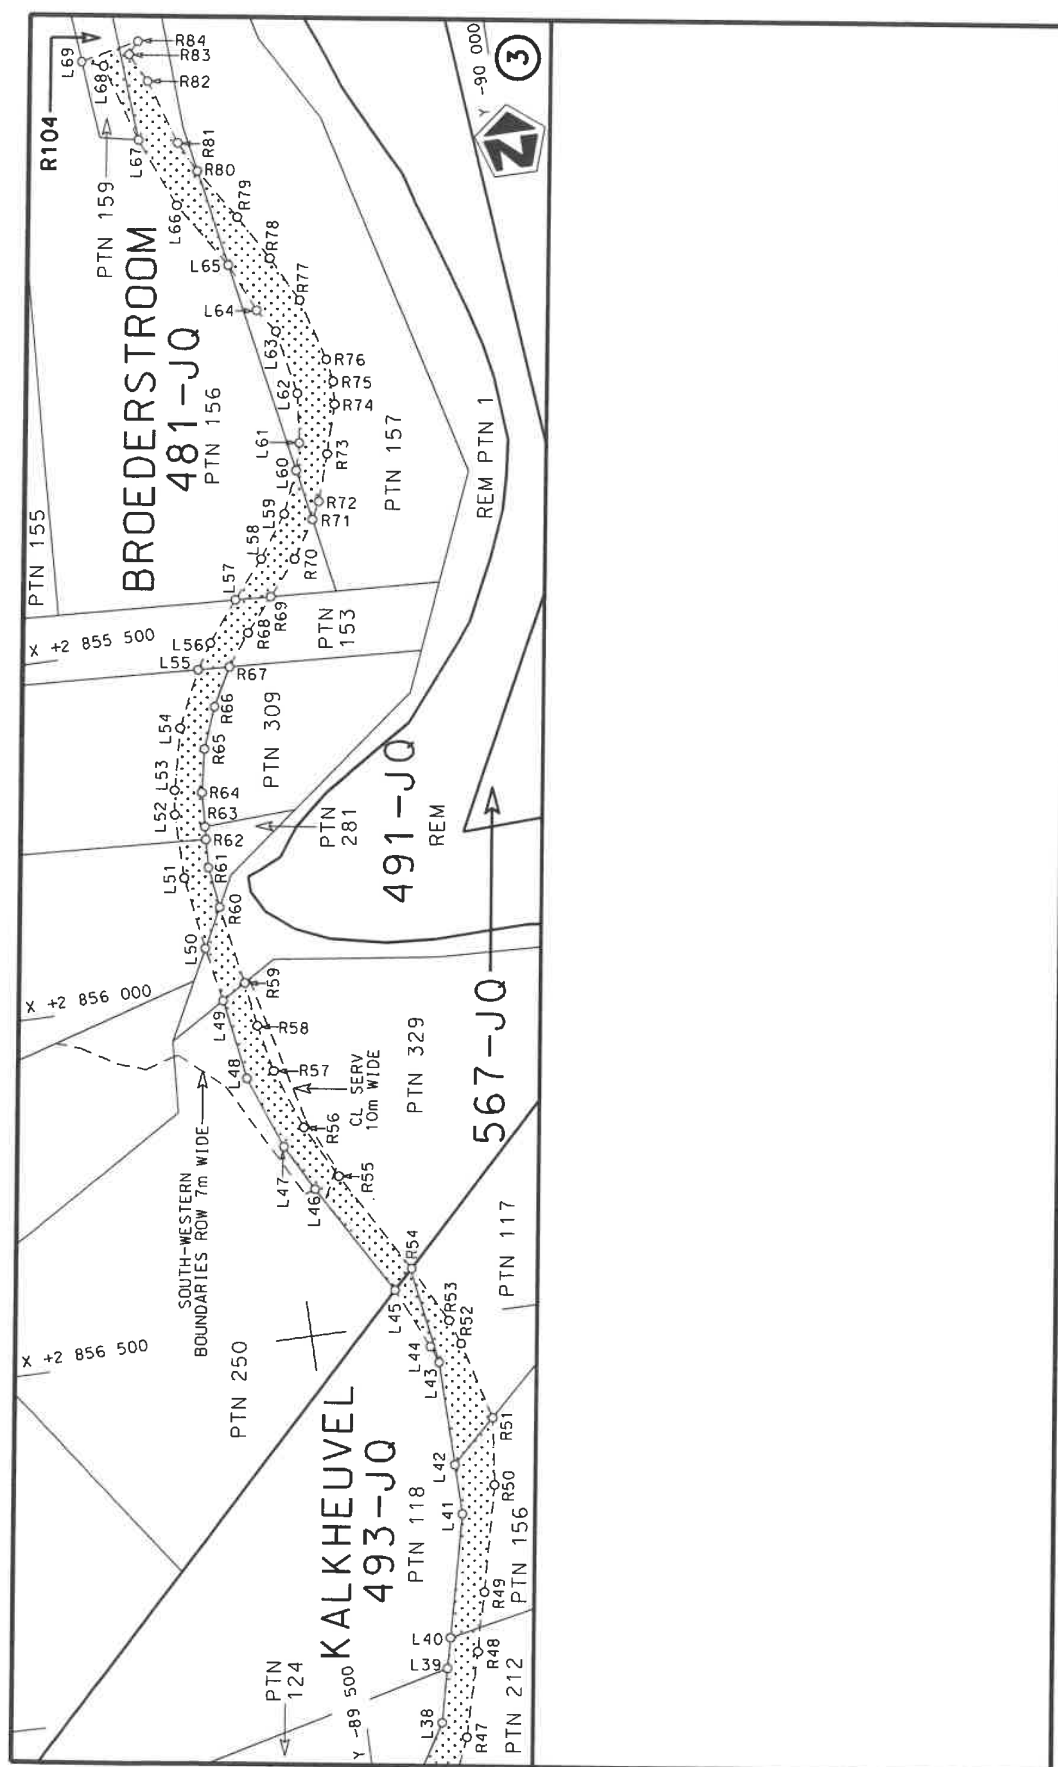 R104
L69
L68
R84
R83
R82
L67
R81
R80
PTN 159
L66
R79
R78
L65
R77
L64
L63
R76
R75
R74
L62
L61
R73
L60
R72
R71
L59
R70
L58
L57
R69
R68
L56
L55
R67
Y -90 000
3
N
BROEDERSTROOM
481-JQ
PTN 156
PTN 155
PTN 157
REM PTN 1
X +2 855 500
PTN
153
PTN 309
L54
R66
R65
L53
L52
R64
R63
R62
R61
L51
R60
L50
PTN
281
491-JQ
REM
X +2 856 000
R59
L49
R58
L48
R57
R56
L47
R55
L46
CL SERV
10m WIDE
PTN 329
567-JQ
SOUTH-WESTERN
BOUNDARIES ROW 7m WIDE
R54
L45
R53
R52
L44
L43
PTN 117
X +2 856 500
PTN 250
KALKHEUVEL
493-JQ
PTN 118
R51
L42
R50
L41
PTN 156
R49
L40
L39
R48
L38
R47
PTN 212
PTN
124
Y -89 500